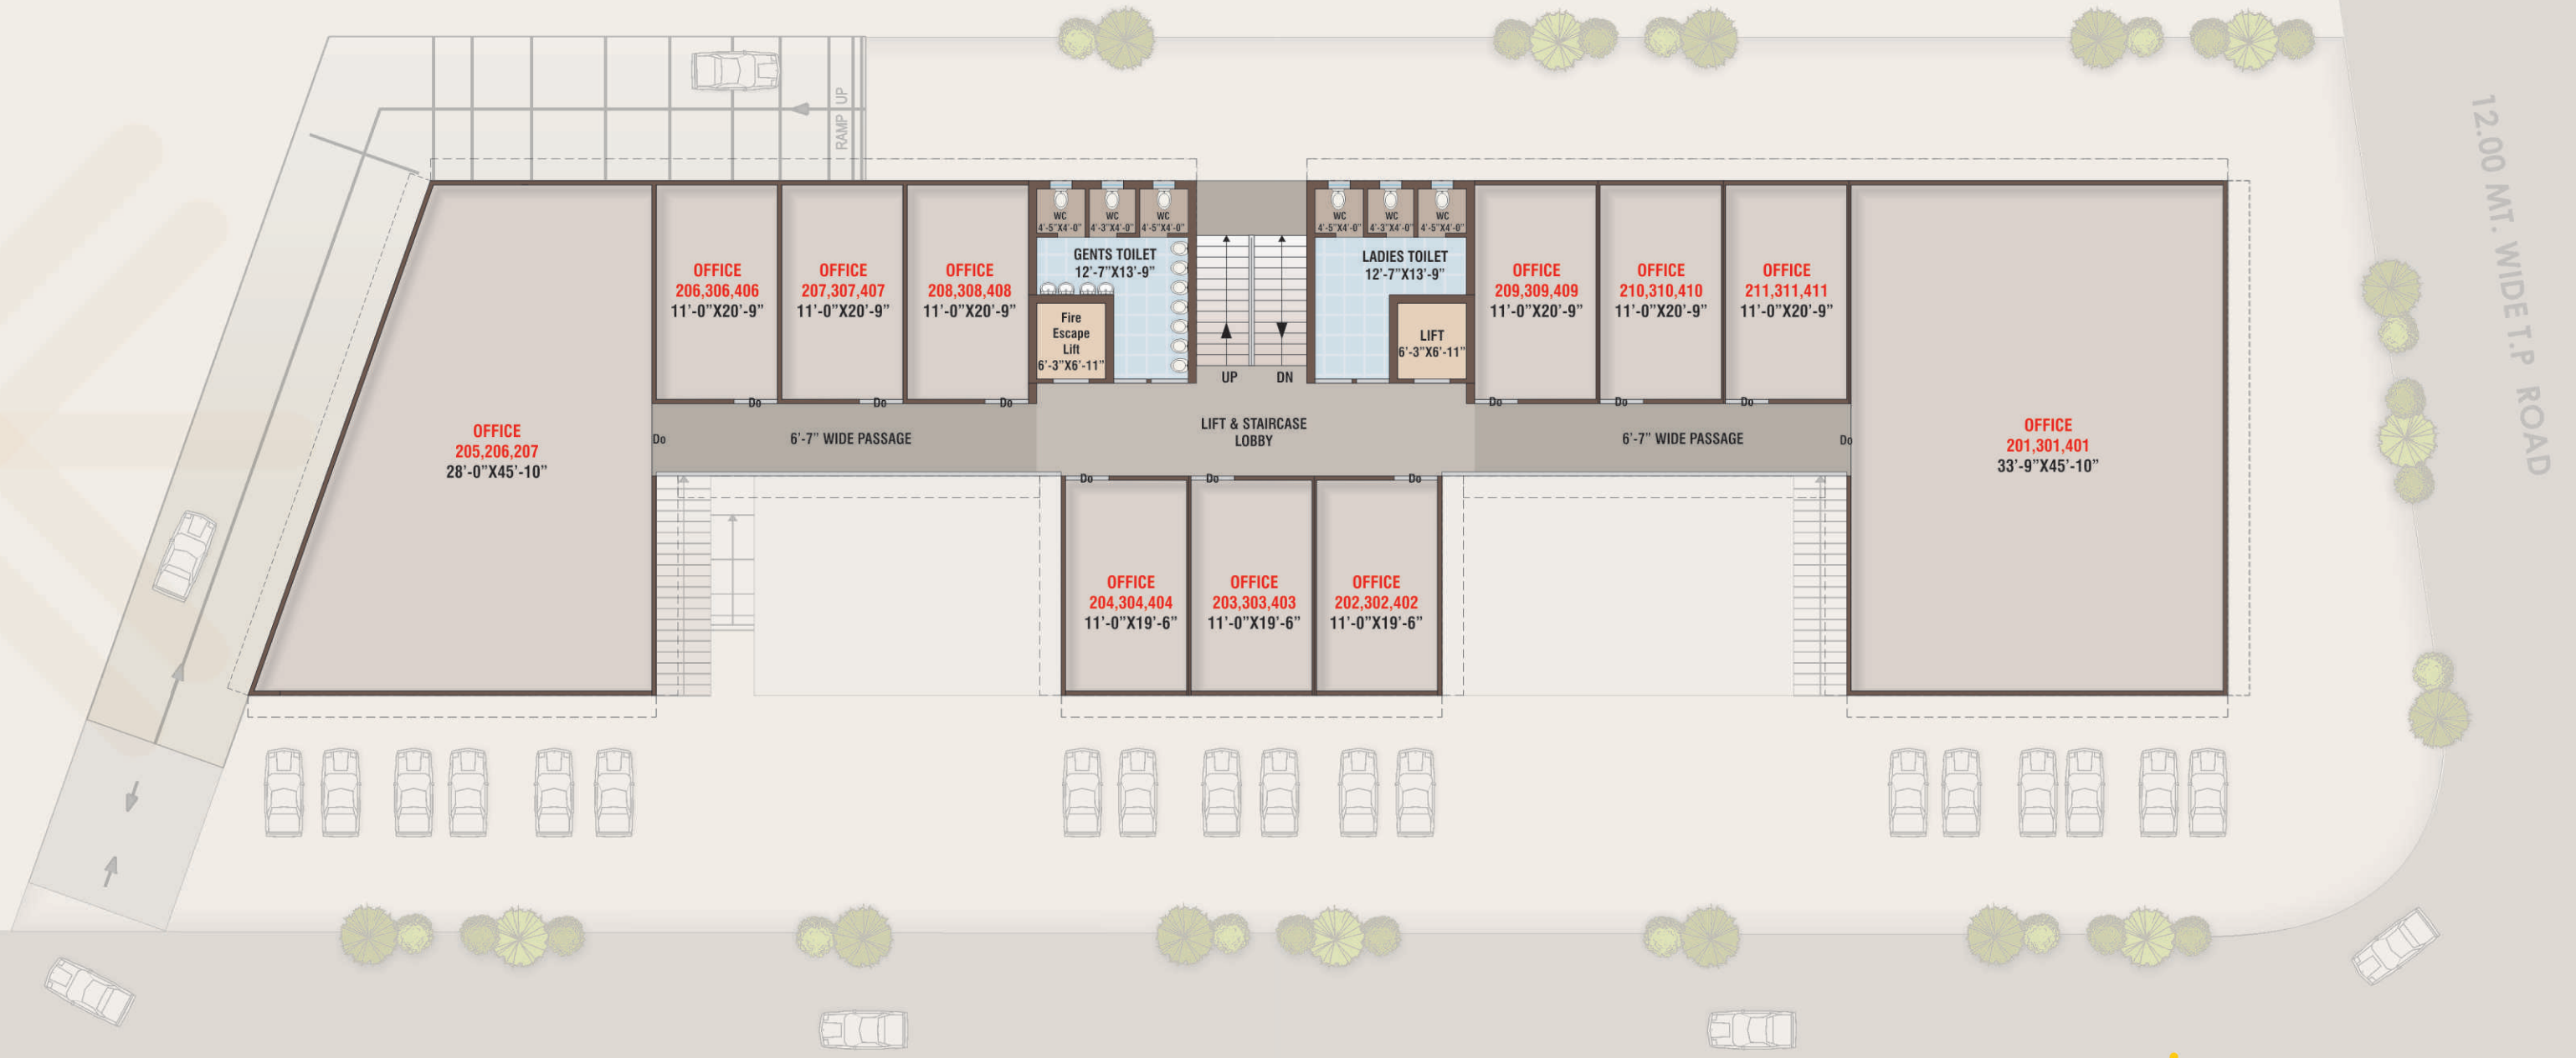 RAMP UP
12.00 MT. WIDE T.P ROAD
WC
4'-5"X4'-0"
WC
4'-3"X4'-0"
WC
4'-5"X4'-0"
GENTS TOILET
12'-7"X13'-9"
WC
4'-5"X4'-0"
WC
4'-3"X4'-0"
WC
4'-5"X4'-0"
LADIES TOILET
12'-7"X13'-9"
OFFICE
206,306,406
11'-0"X20'-9"
OFFICE
207,307,407
11'-0"X20'-9"
OFFICE
208,308,408
11'-0"X20'-9"
Fire
Escape
Lift
6'-3"X6'-11"
UP
DN
LIFT
6'-3"X6'-11"
OFFICE
209,309,409
11'-0"X20'-9"
OFFICE
210,310,410
11'-0"X20'-9"
OFFICE
211,311,411
11'-0"X20'-9"
Do
Do
Do
Do
Do
Do
OFFICE
205,206,207
28'-0"X45'-10"
Do
6'-7" WIDE PASSAGE
LIFT & STAIRCASE
LOBBY
6'-7" WIDE PASSAGE
Do
OFFICE
201,301,401
33'-9"X45'-10"
Do
Do
Do
OFFICE
204,304,404
11'-0"X19'-6"
OFFICE
203,303,403
11'-0"X19'-6"
OFFICE
202,302,402
11'-0"X19'-6"